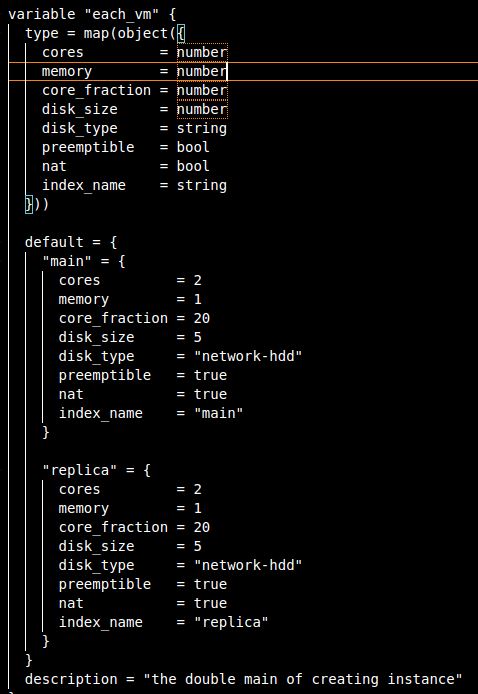 variable "each_vm" {
  type = map(object({
    cores         = number
    memory        = number
    core_fraction = number
    disk_size     = number
    disk_type     = string
    preemptible   = bool
    nat           = bool
    index_name    = string
  }))

  default = {
    "main" = {
      cores         = 2
      memory        = 1
      core_fraction = 20
      disk_size     = 5
      disk_type     = "network-hdd"
      preemptible   = true
      nat           = true
      index_name    = "main"
    }

    "replica" = {
      cores         = 2
      memory        = 1
      core_fraction = 20
      disk_size     = 5
      disk_type     = "network-hdd"
      preemptible   = true
      nat           = true
      index_name    = "replica"
    }
  }
  description = "the double main of creating instance"